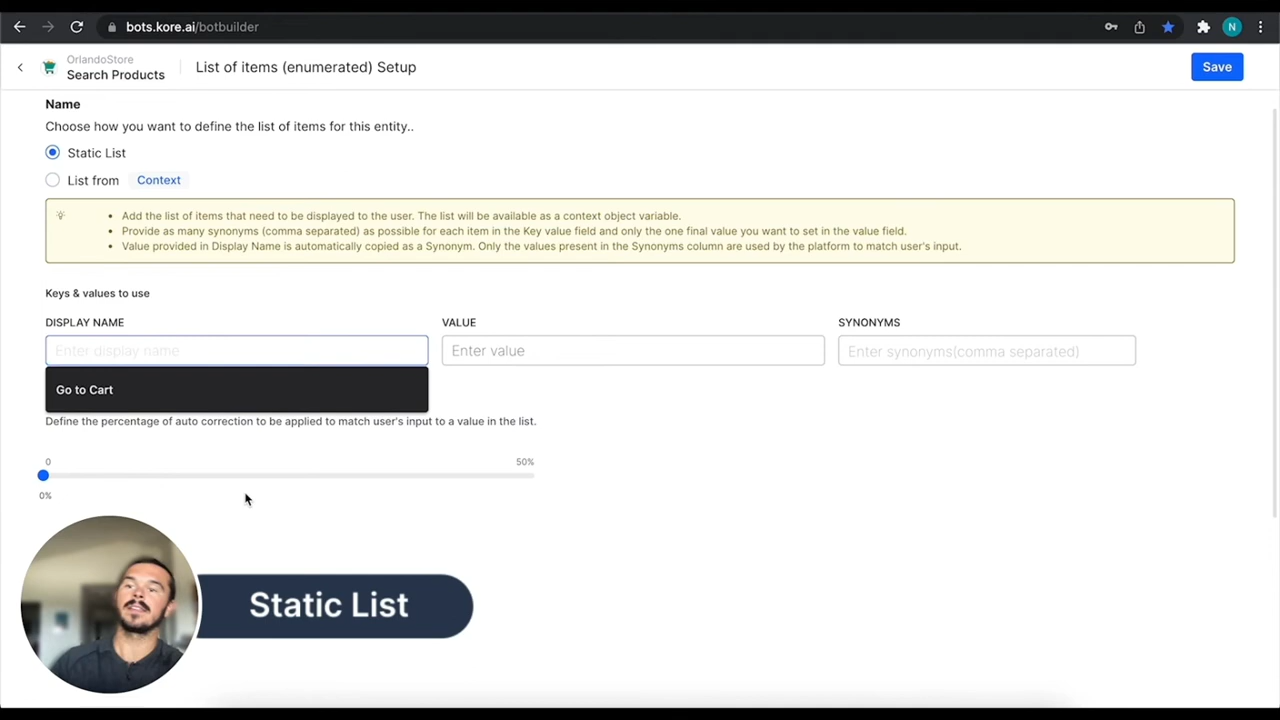 bots.kore.ai/botbuilder
N
OrlandoStore
Search Products
List of items (enumerated) Setup
Save
Name
Choose how you want to define the list of items for this entity..
Static List
List from Context
• Add the list of items that need to be displayed to the user. The list will be available as a context object variable.
• Provide as many synonyms (comma separated) as possible for each item in the Key value field and only the one final value you want to set in the value field.
• Value provided in Display Name is automatically copied as a Synonym. Only the values present in the Synonyms column are used by the platform to match user's input.
Keys & values to use
DISPLAY NAME VALUE SYNONYMS
Enter display name Enter value Enter synonyms(comma separated)
Go to Cart
Define the percentage of auto correction to be applied to match user's input to a value in the list.
0 50%
0%
Static List